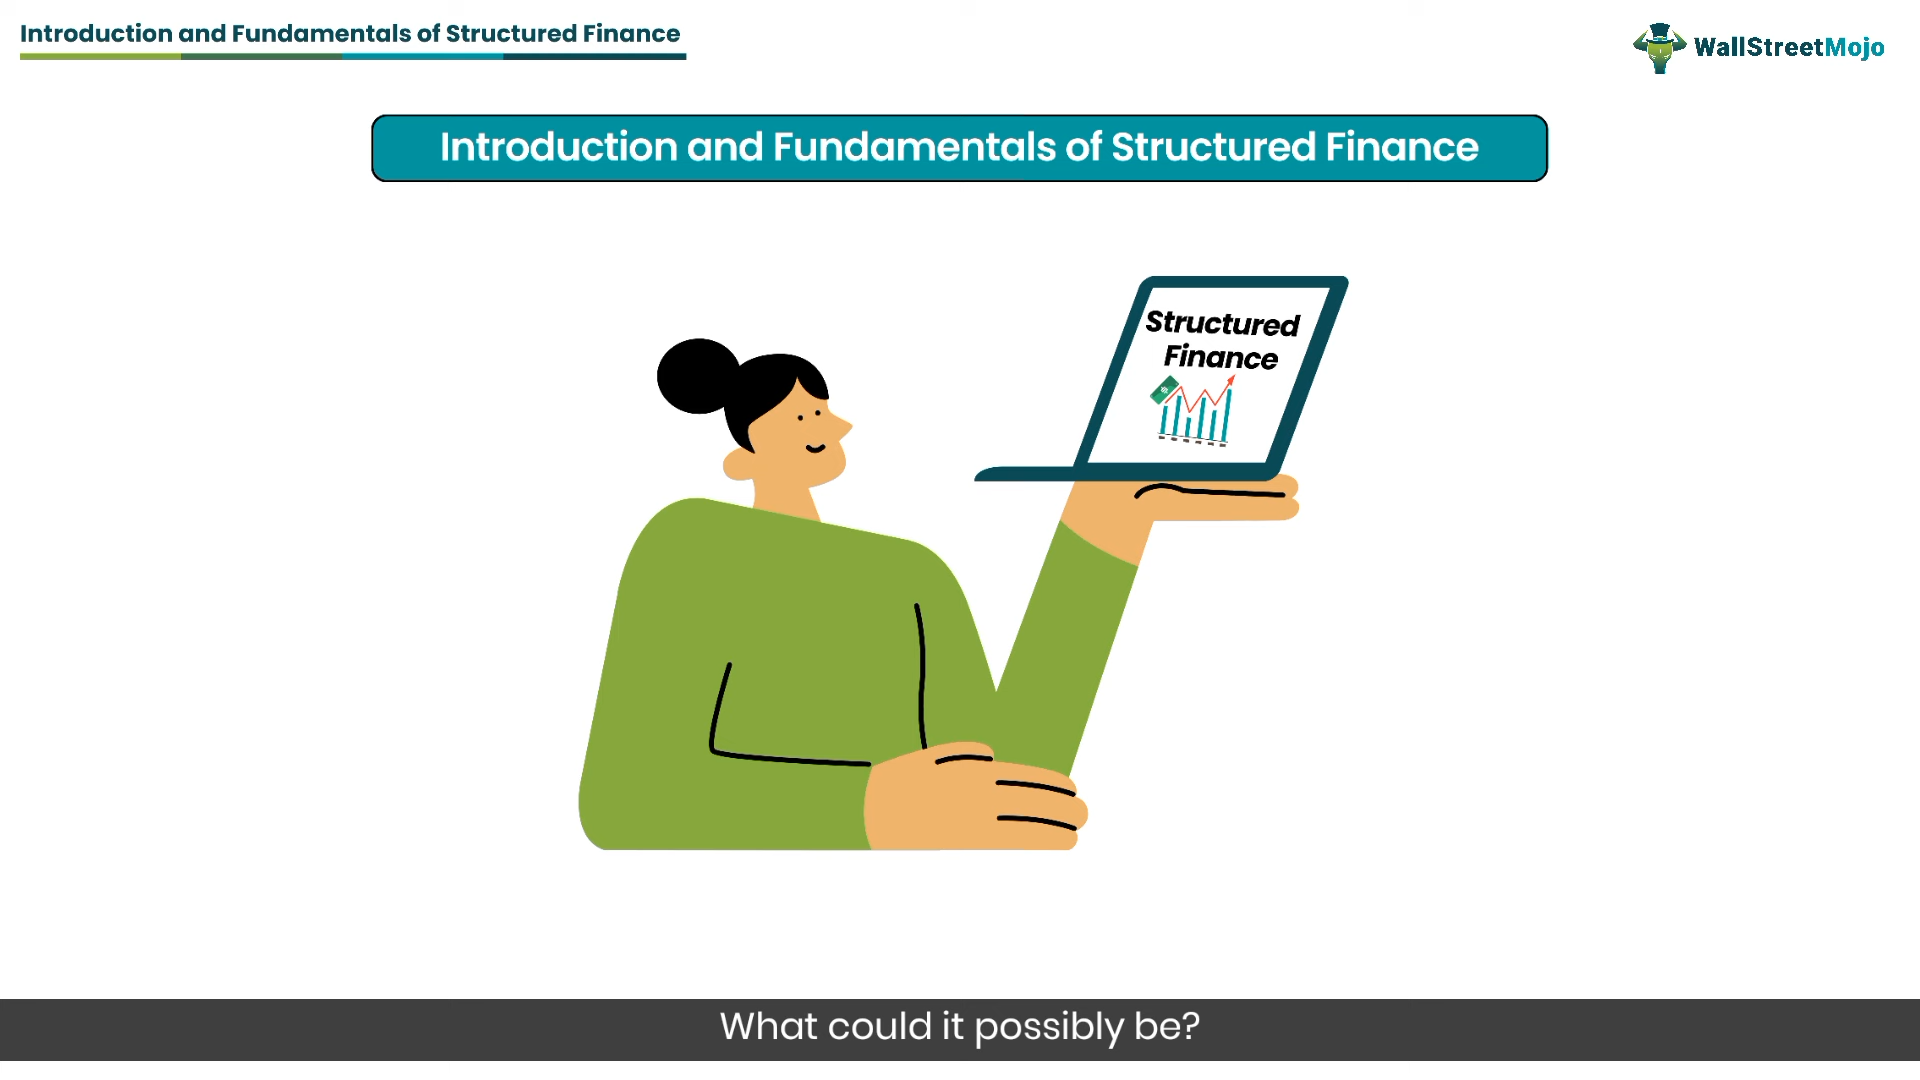 Introduction and Fundamentals of Structured Finance
WallStreetMojo
Introduction and Fundamentals of Structured Finance
Structured
Finance
What could it possibly be?